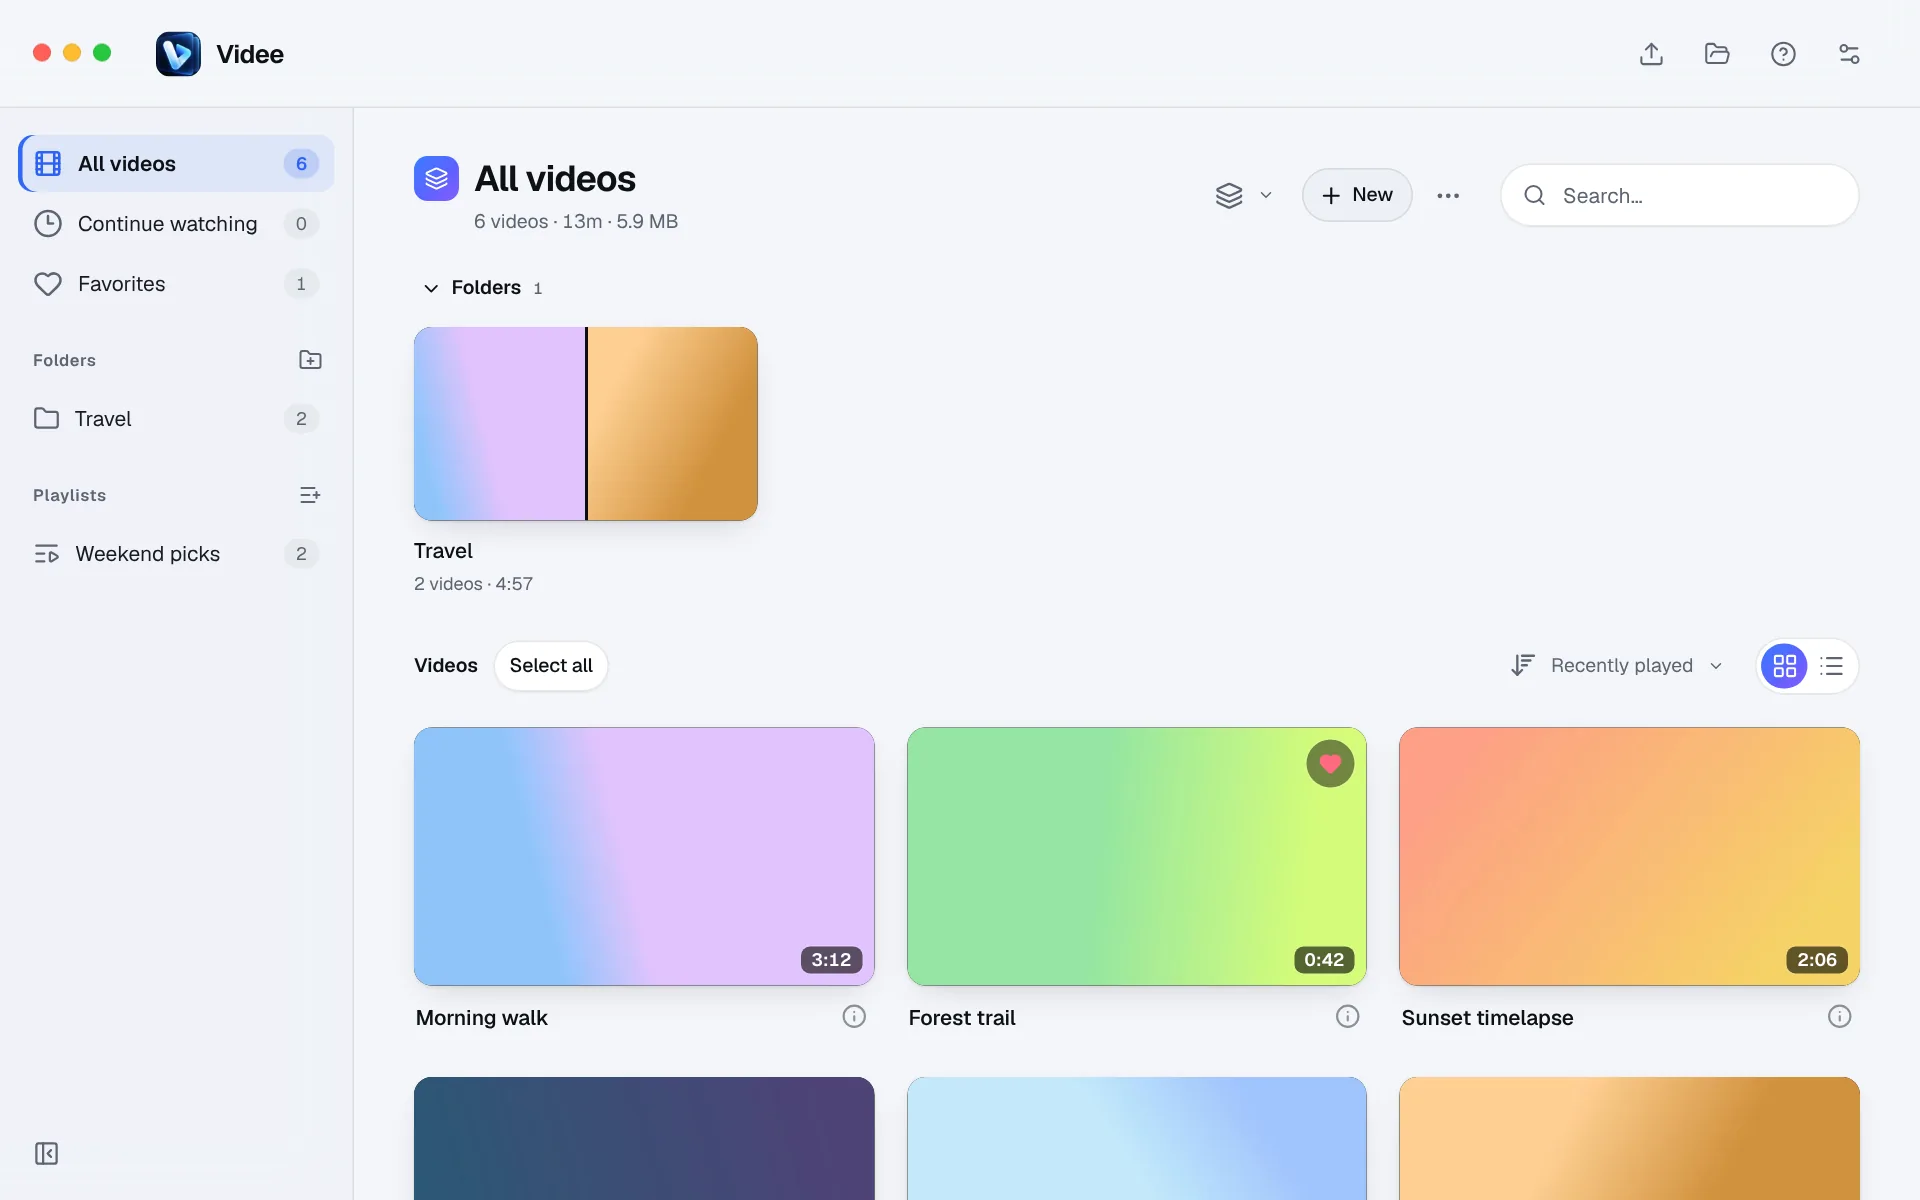 Videe
All videos 6
Continue watching 0
Favorites 1
Folders
Travel 2
Playlists
Weekend picks 2
All videos
6 videos · 13m · 5.9 MB
New
Search...
Folders 1
Travel
2 videos · 4:57
Videos Select all
Recently played
3:12
0:42
2:06
Morning walk
Forest trail
Sunset timelapse